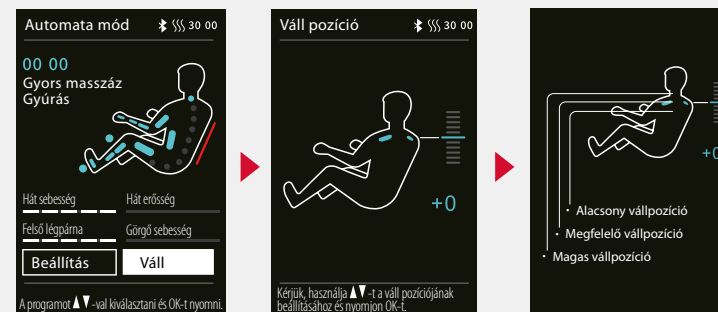 Automata mód 30 00
00 00
Gyors masszáz
Gyúrás
Hát sebesség Hát erősség
Felső légpárna Görgő sebesség
Beállítás Váll
A programot ▲▼-val kiválasztani és OK-t nyomni.
Váll pozíció 30 00
+0
Kérjük, használja ▲▼-t a váll pozíciójának
beállításához és nyomjon OK-t.
+0
· Alacsony vállpozíció
· Megfelelő vállpozíció
· Magas vállpozíció